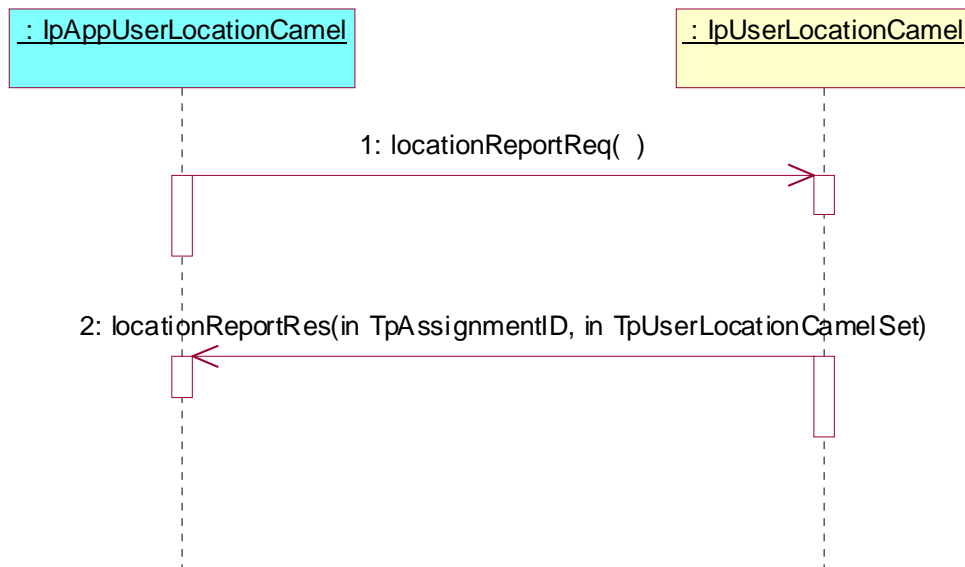 : IpAppUserLocationCamel
: IpUserLocationCamel
1: locationReportReq( )
2: locationReportRes(in TpAssignmentID, in TpUserLocationCamelSet)